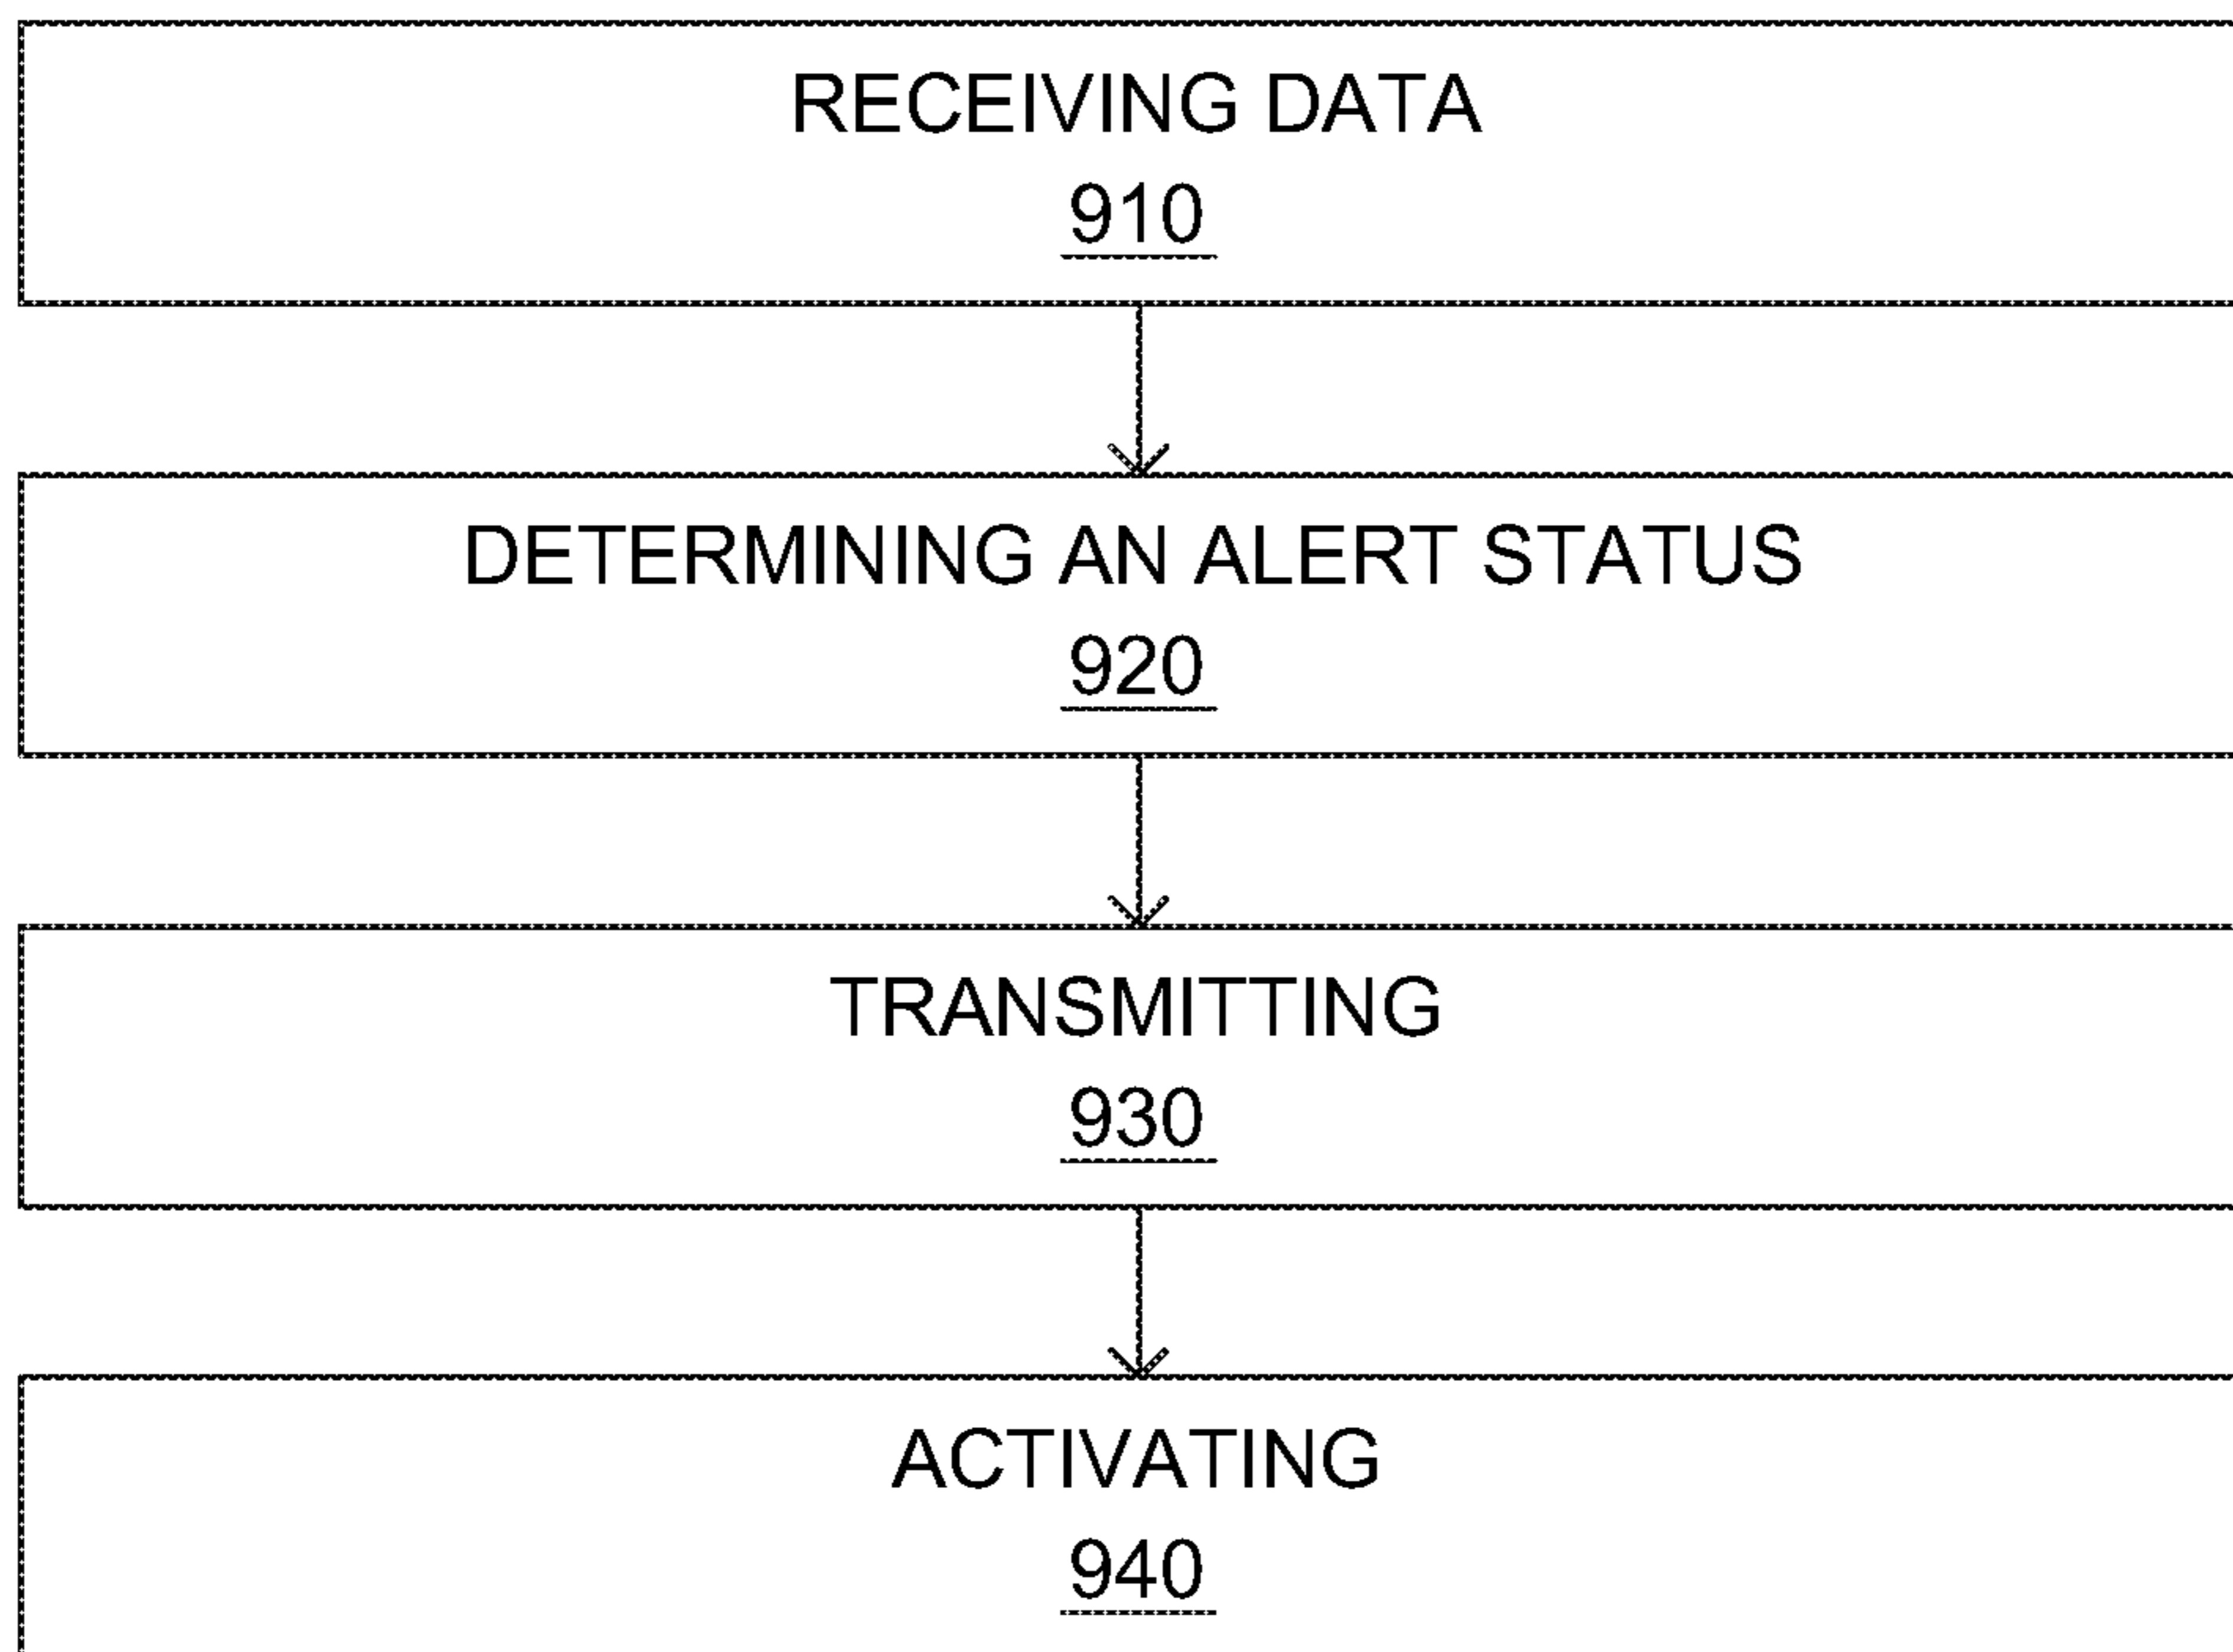 RECEIVING DATA
910
DETERMINING AN ALERT STATUS
920
TRANSMITTING
930
ACTIVATING
940